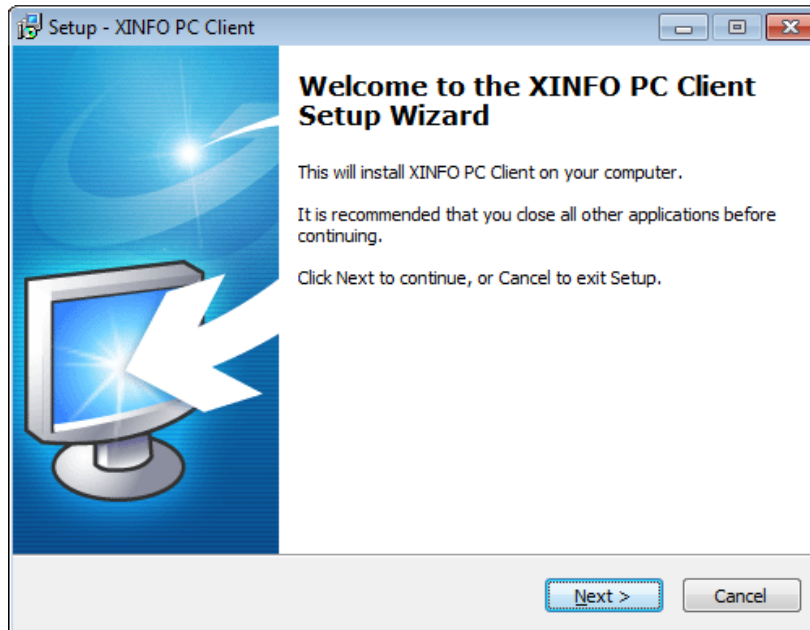 Setup - XINFO PC Client
Welcome to the XINFO PC Client
Setup Wizard
This will install XINFO PC Client on your computer.
It is recommended that you close all other applications before
continuing.
Click Next to continue, or Cancel to exit Setup.
Next >
Cancel